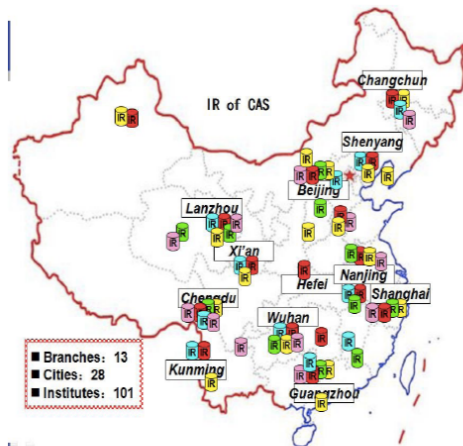 Changchun
IR of CAS
Shenyang
Beijing
Lanzhou
Xi'an
Hefei
Nanjing
Chengdu
Shanghai
Wuhan
■ Branches: 13
■ Cities: 28
■ Institutes: 101
Kunming
Guangzhou